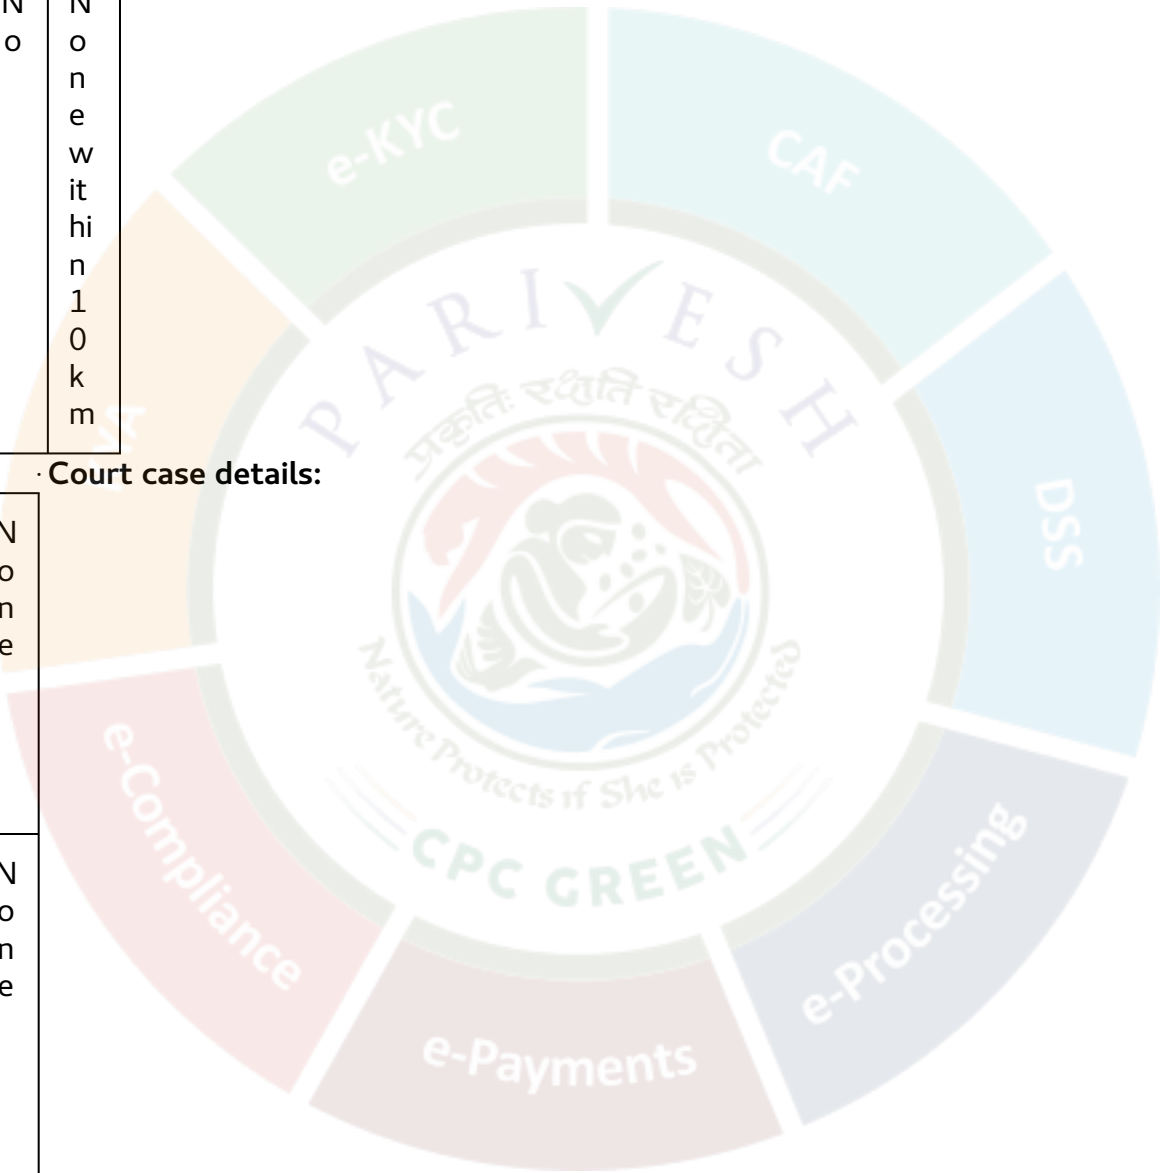 N
o
N
o
n
e
w
it
hi
n
1
0
k
m
Court case details:
N
o
n
e
N
o
n
e
e-KYC
CAF
DSS
e-Processing
e-Payments
e-Compliance
PARIVESH
प्रकृतिः रक्षति रक्षिता
Nature Protects if She is Protected
CPC GREEN